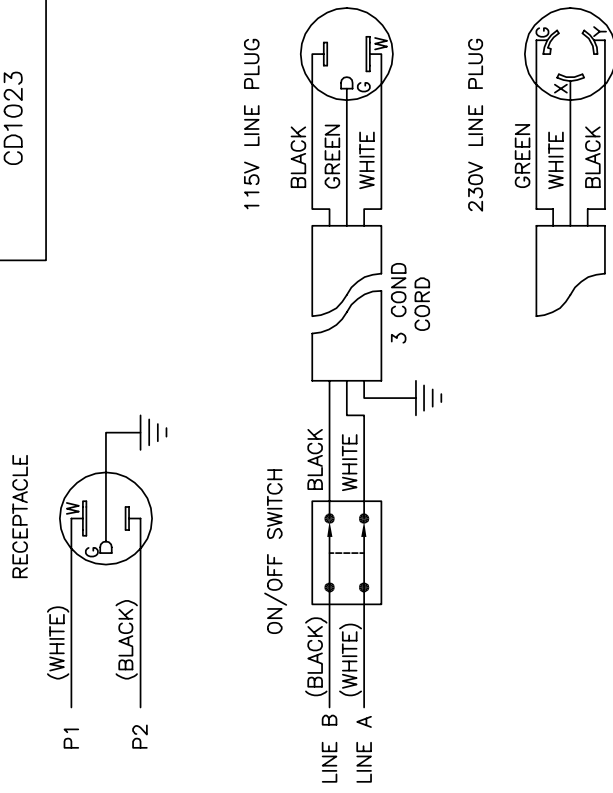 CD1023
RECEPTACLE
P1
(WHITE)
W
G
P2
(BLACK)
ON/OFF SWITCH
LINE B
(BLACK)
BLACK
LINE A
(WHITE)
WHITE
3 COND
CORD
115V LINE PLUG
BLACK
GREEN
WHITE
G
W
230V LINE PLUG
GREEN
WHITE
BLACK
G
X
Y